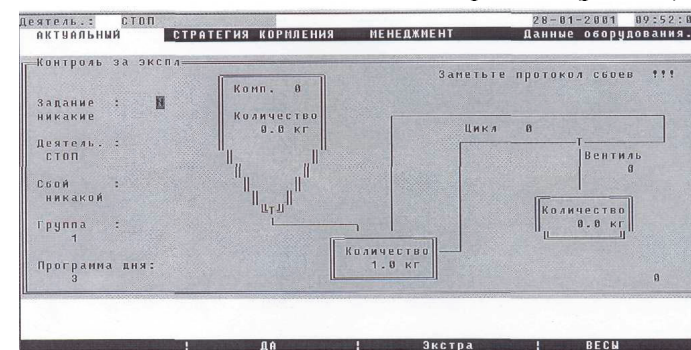 Деятель.: СТОП 28-01-2001 09:52:0
АКТУАЛЬНЫЙ СТРАТЕГИЯ КОРМЛЕНИЯ МЕНЕДЖМЕНТ Данные оборудования.
Контроль за экспл
Заметьте протокол сбоев !!!
Комп. 0
Задание : N
никакие
Количество
0.0 кг
Цикл 0
Деятель. :
СТОП
Вентиль
0
Сбой :
никакой
Количество
0.0 кг
Группа :
1
Количество
1.0 кг
Программа дня:
3
0
! ДА ! Экстра ! ВЕСЫ